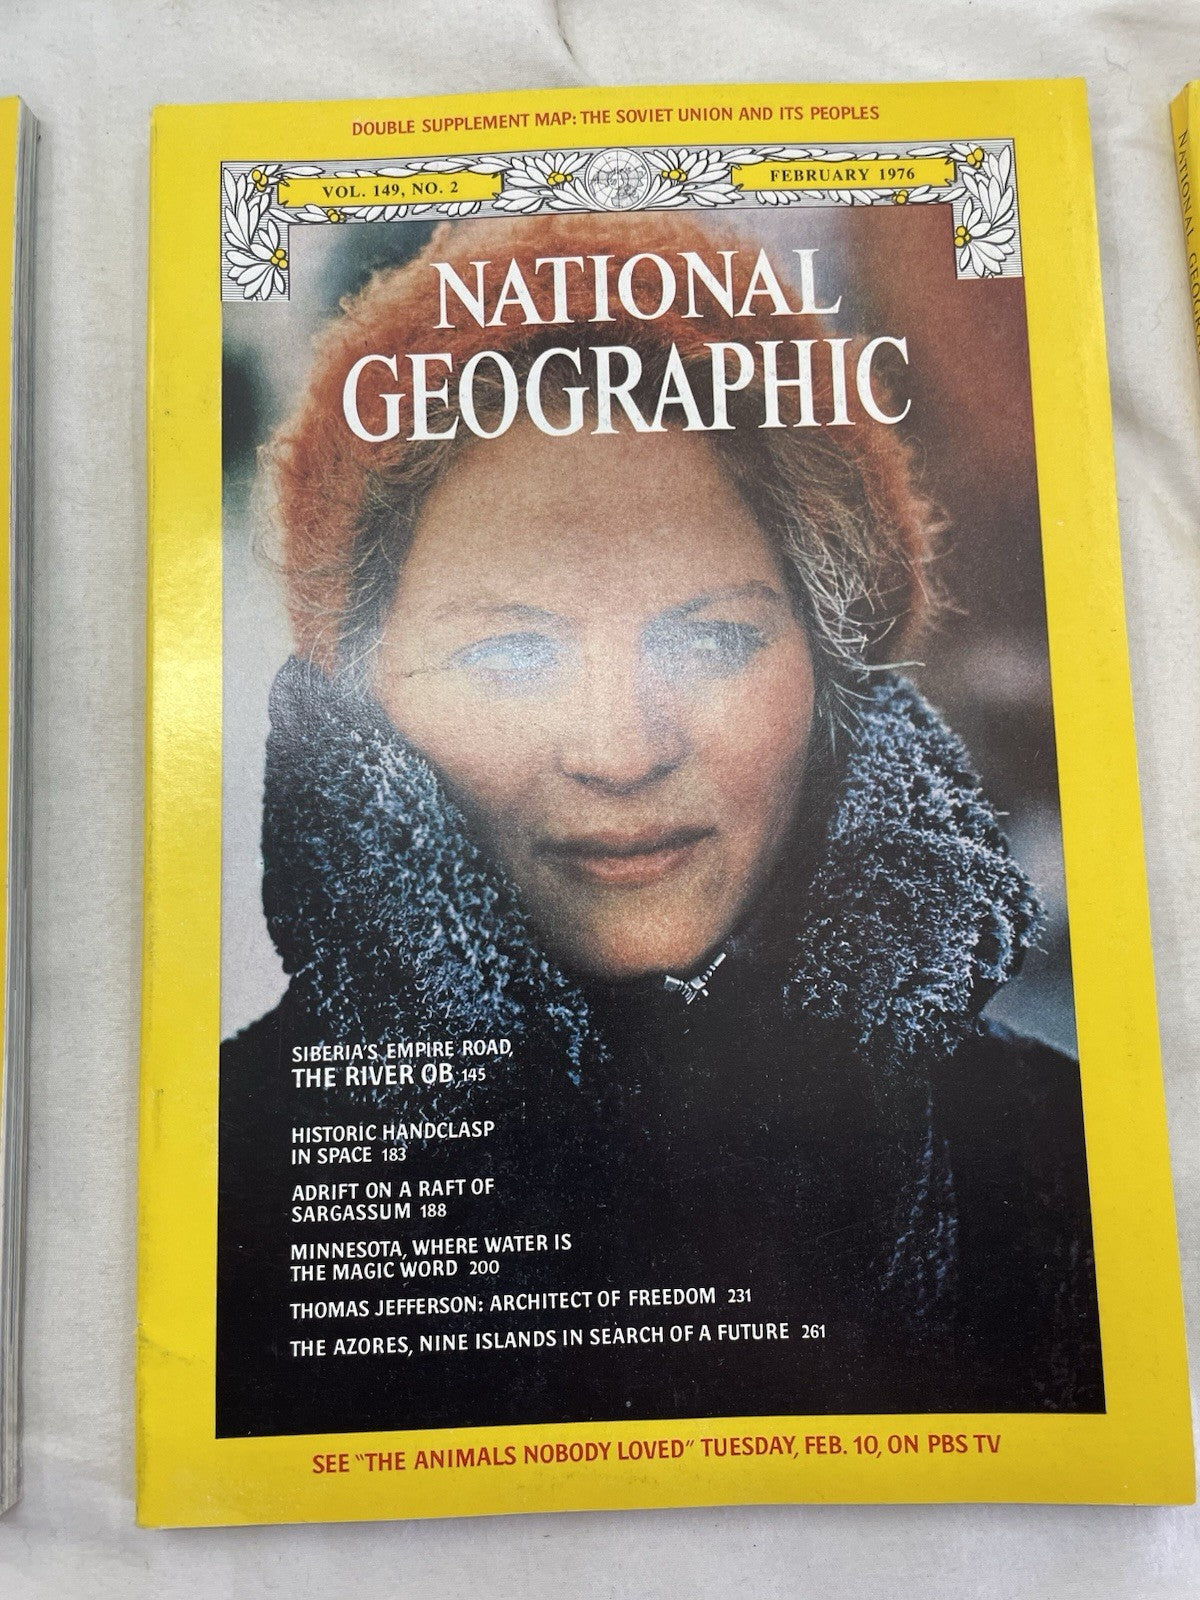 DOUBLE SUPPLEMENT MAP: THE SOVIET UNION AND ITS PEOPLES
VOL. 149, NO. 2
FEBRUARY 1976
NATIONAL
GEOGRAPHIC
SIBERIA'S EMPIRE ROAD,
THE RIVER OB 145
HISTORIC HANDCLASP
IN SPACE 183
ADRIFT ON A RAFT OF
SARGASSUM 188
MINNESOTA, WHERE WATER IS
THE MAGIC WORD 200
THOMAS JEFFERSON: ARCHITECT OF FREEDOM 231
THE AZORES, NINE ISLANDS IN SEARCH OF A FUTURE 261
SEE "THE ANIMALS NOBODY LOVED" TUESDAY, FEB. 10, ON PBS TV
NATIONAL